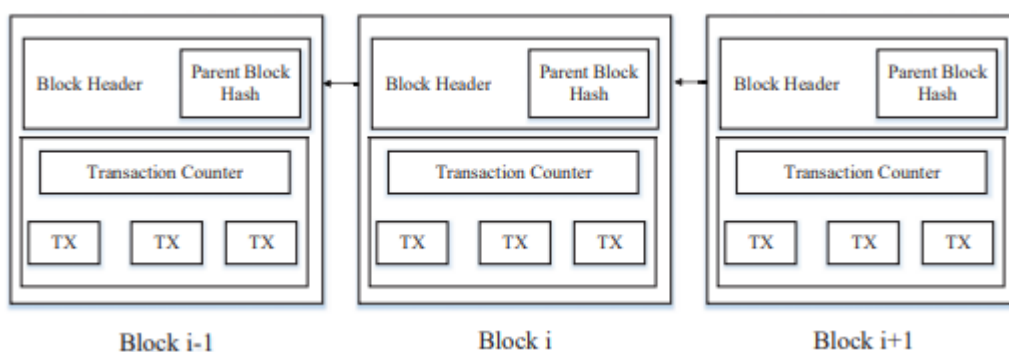 Block Header
Parent Block
Hash
Transaction Counter
TX TX TX
Block i-1
Block Header
Parent Block
Hash
Transaction Counter
TX TX TX
Block i
Block Header
Parent Block
Hash
Transaction Counter
TX TX TX
Block i+1